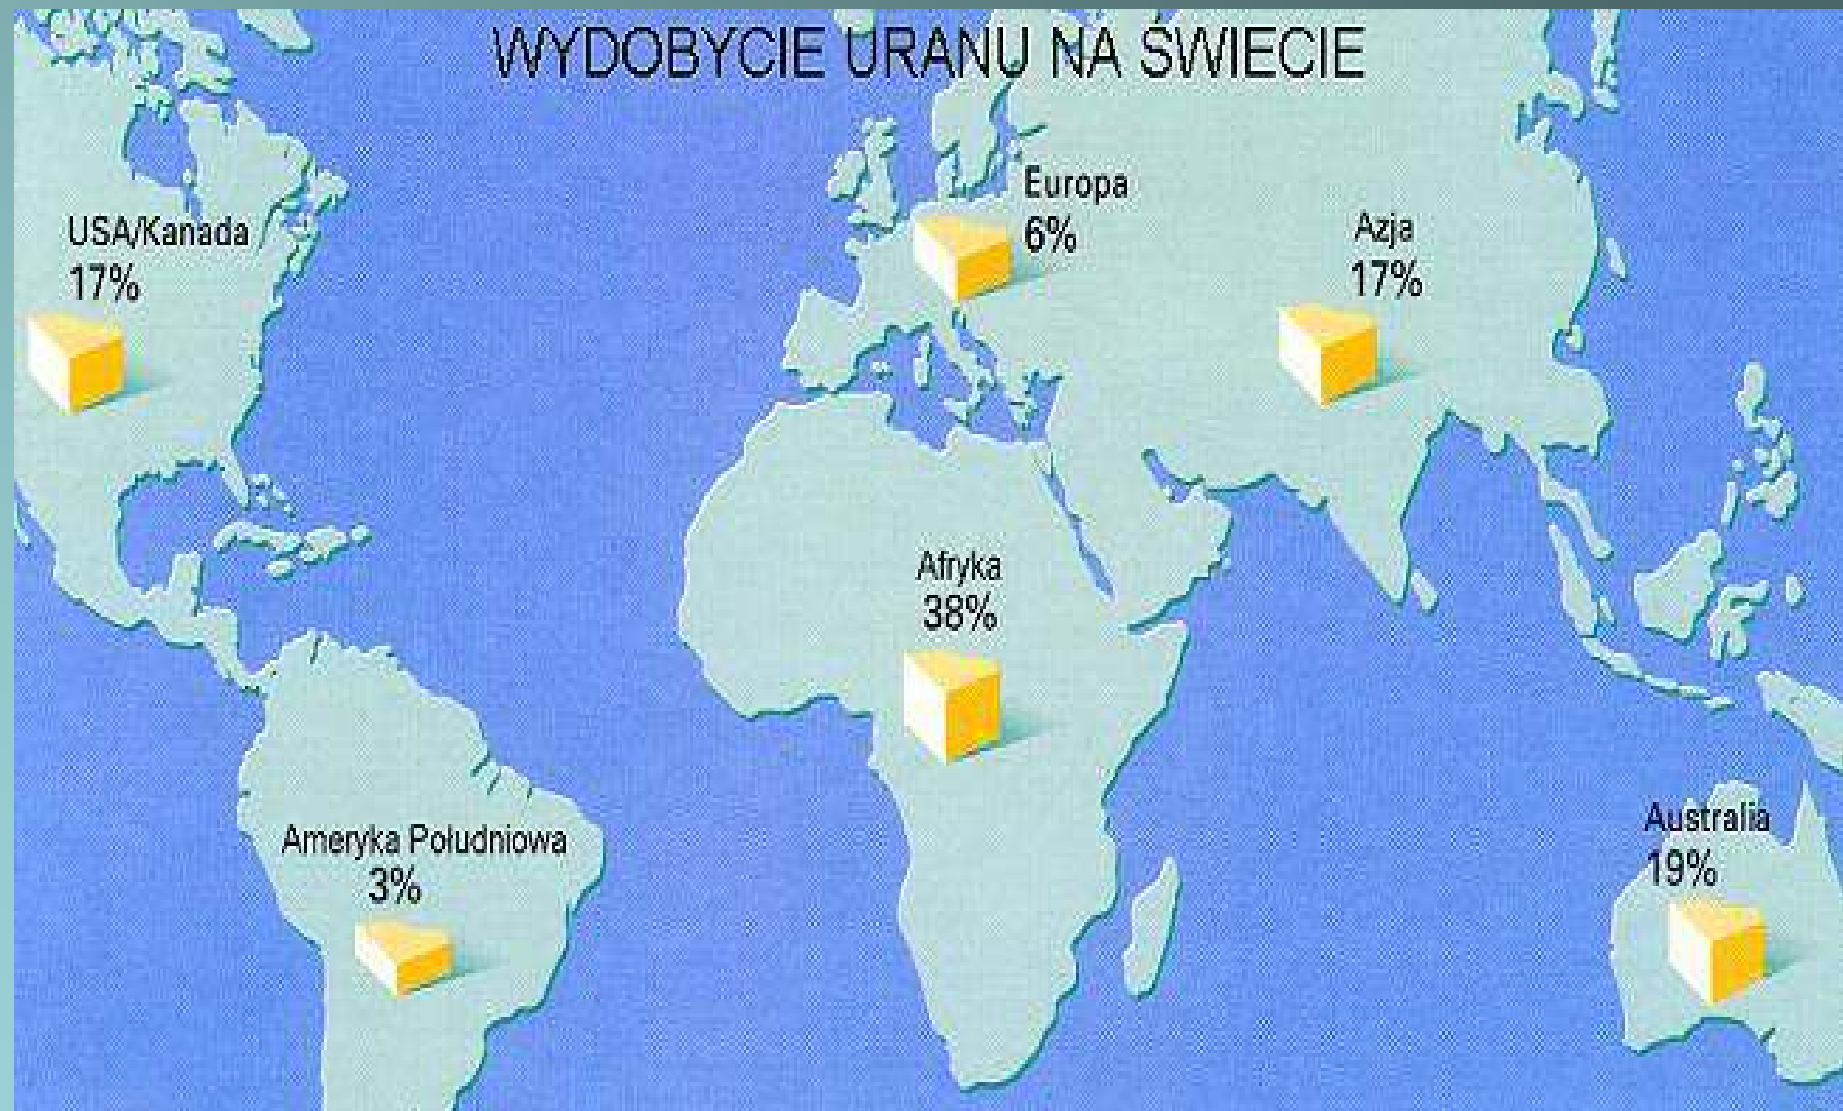 WYDOBYCIE URANU NA ŚWIECIE
USA/Kanada
17%
Europa
6%
Azja
17%
Afryka
38%
Ameryka Południowa
3%
Australia
19%